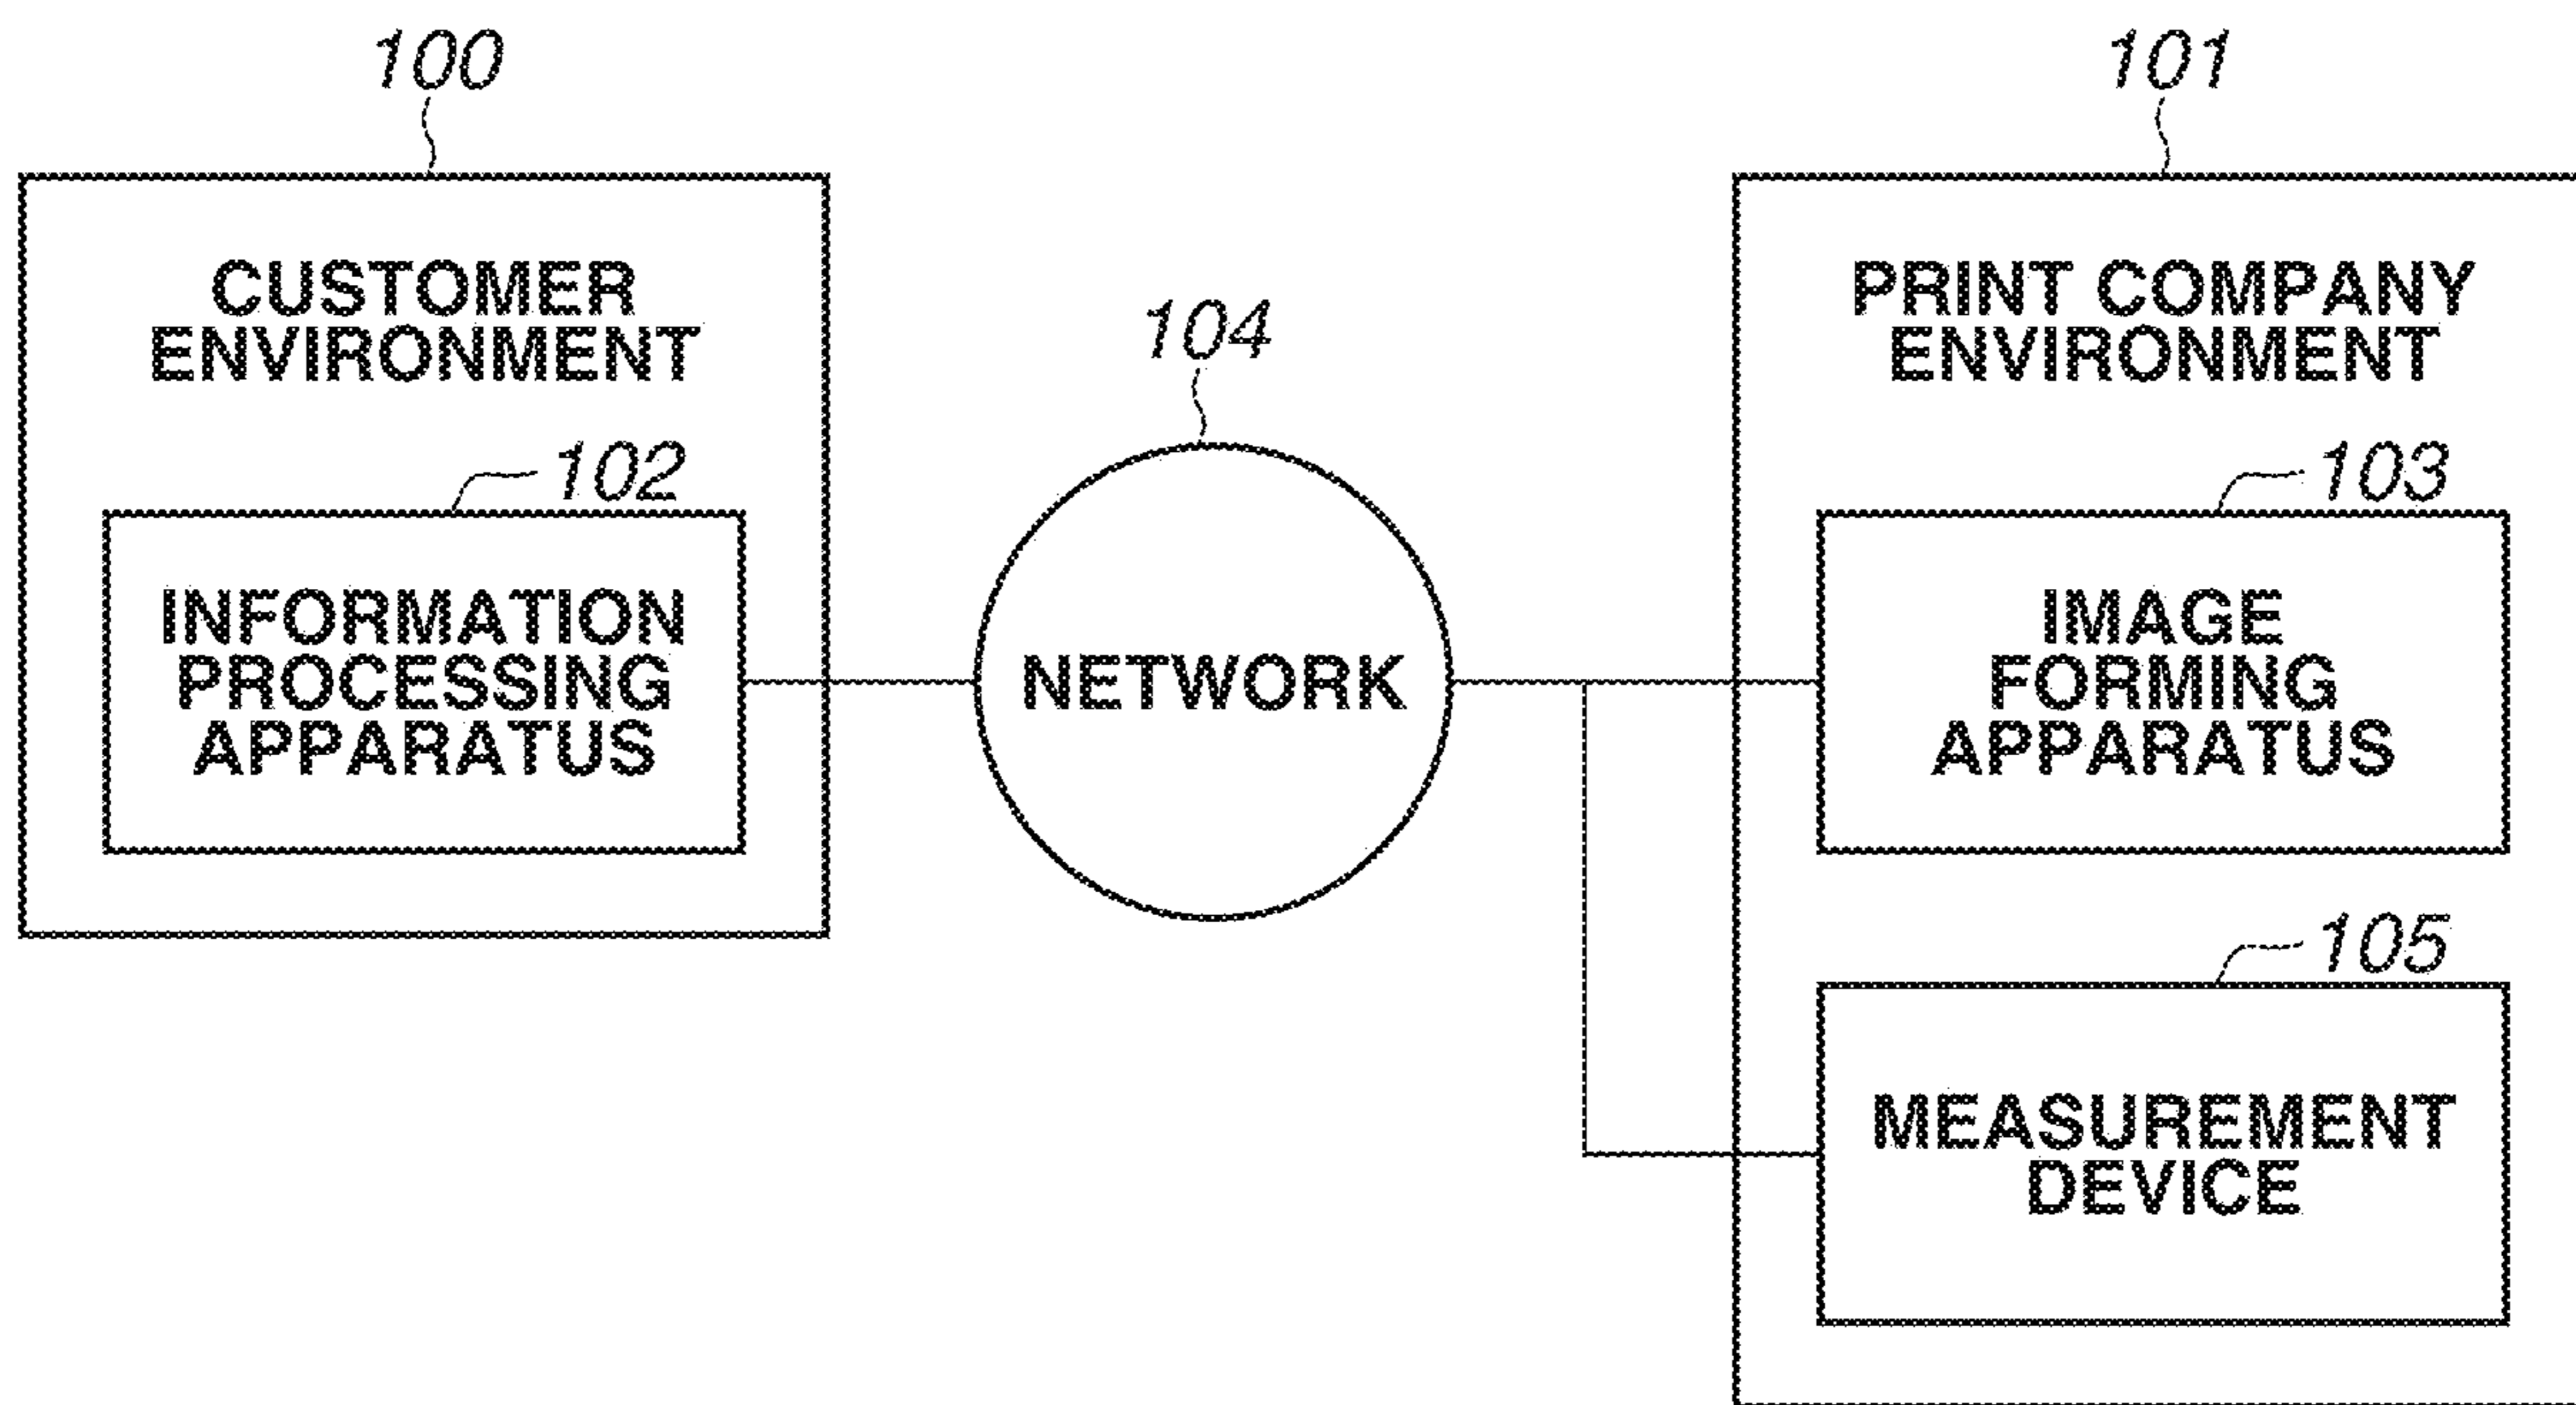 100
CUSTOMER
ENVIRONMENT
102
INFORMATION
PROCESSING
APPARATUS
104
NETWORK
101
PRINT COMPANY
ENVIRONMENT
103
IMAGE
FORMING
APPARATUS
105
MEASUREMENT
DEVICE